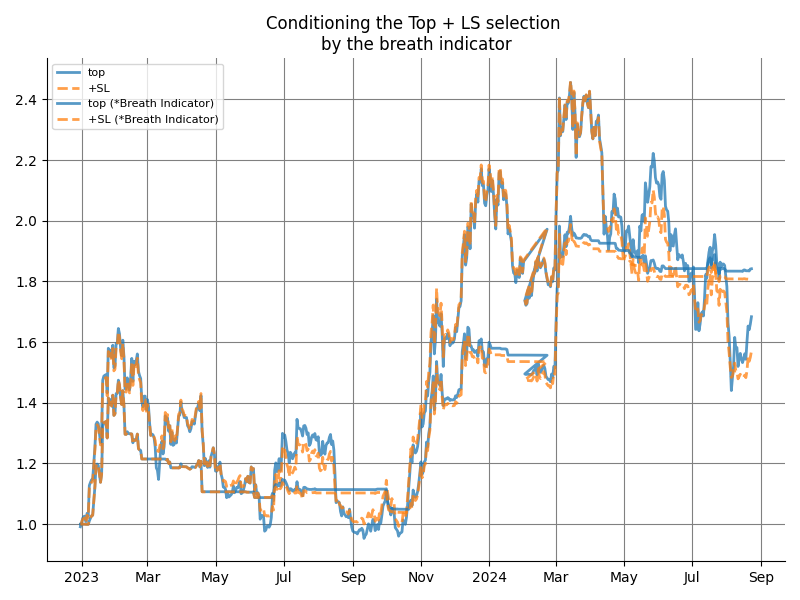 Conditioning the Top + LS selection
by the breath indicator
top
+SL
top (*Breath Indicator)
+SL (*Breath Indicator)
2.4
2.2
2.0
1.8
1.6
1.4
1.2
1.0
2023 Mar May Jul Sep Nov 2024 Mar May Jul Sep